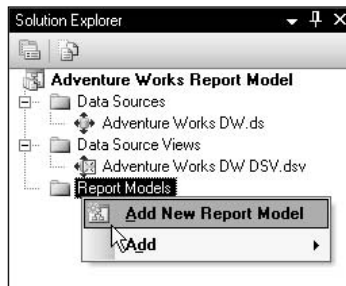 Solution Explorer
Adventure Works Report Model
Data Sources
Adventure Works DW.ds
Data Source Views
Adventure Works DW DSV.dsv
Report Models
Add New Report Model
Add